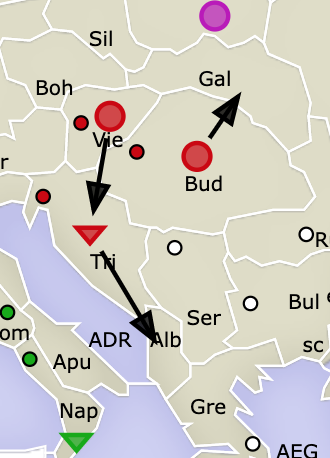 Sil
Gal
Boh
Vie
r
Bud
Tri
R
Ser
Bul
om
ADR
Alb
sc
Apu
Nap
Gre
AEG